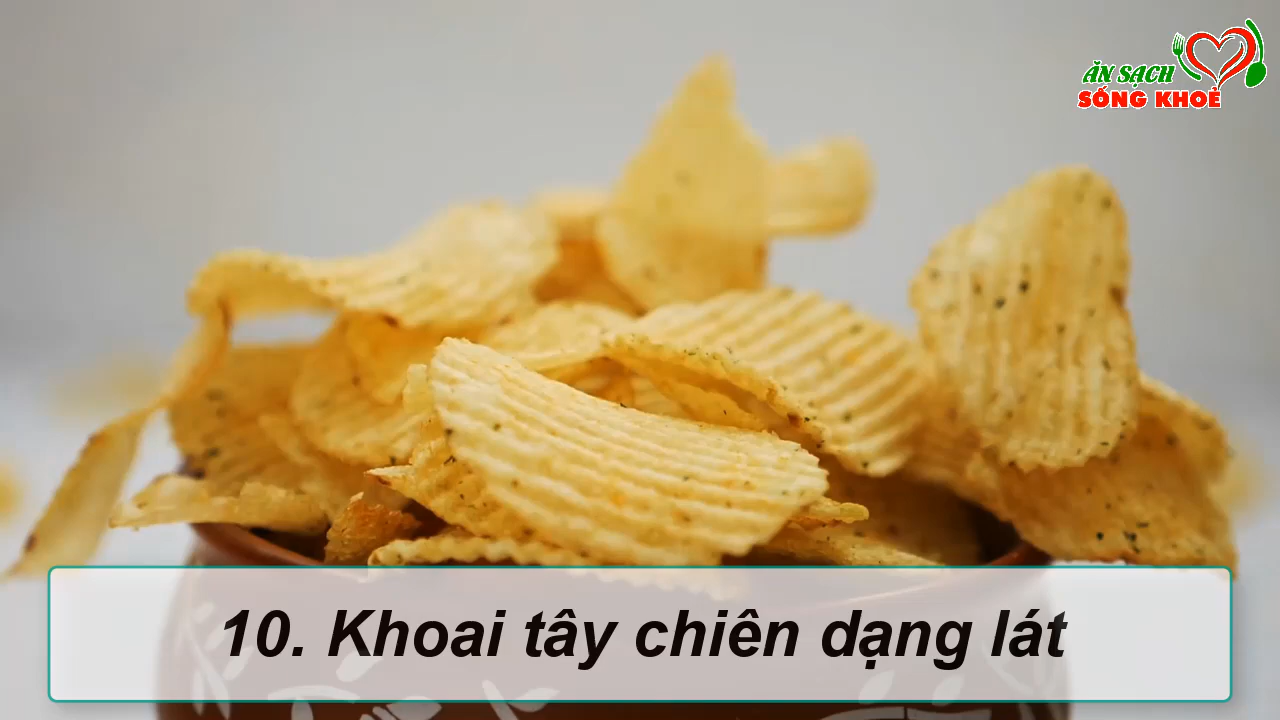 ĂN SẠCH
SỐNG KHOẺ
10. Khoai tây chiên dạng lát